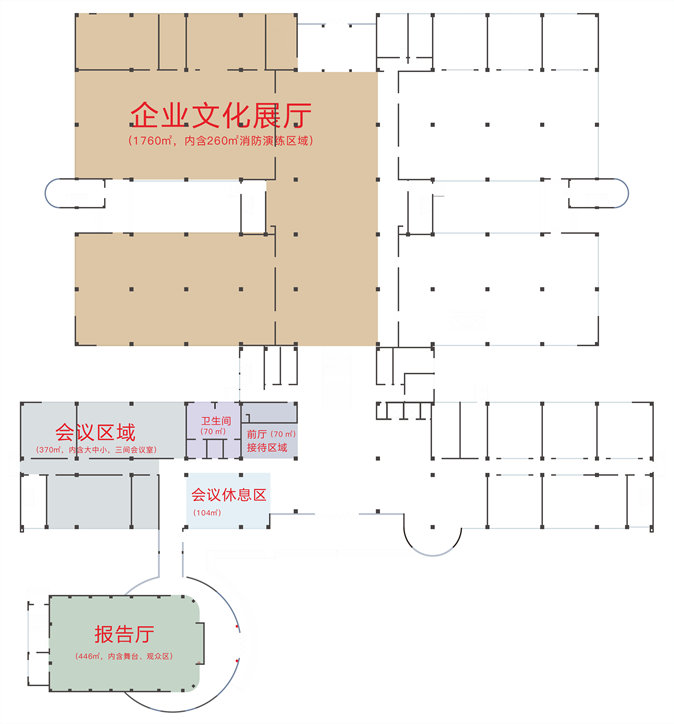 企业文化展厅
（1760㎡，内含260㎡消防演练区域）
会议区域
（370㎡，内含大中小，三间会议室）
卫生间
（70㎡）
前厅（70㎡）
接待区域
会议休息区
（104㎡）
报告厅
（446㎡，内含舞台、观众区）